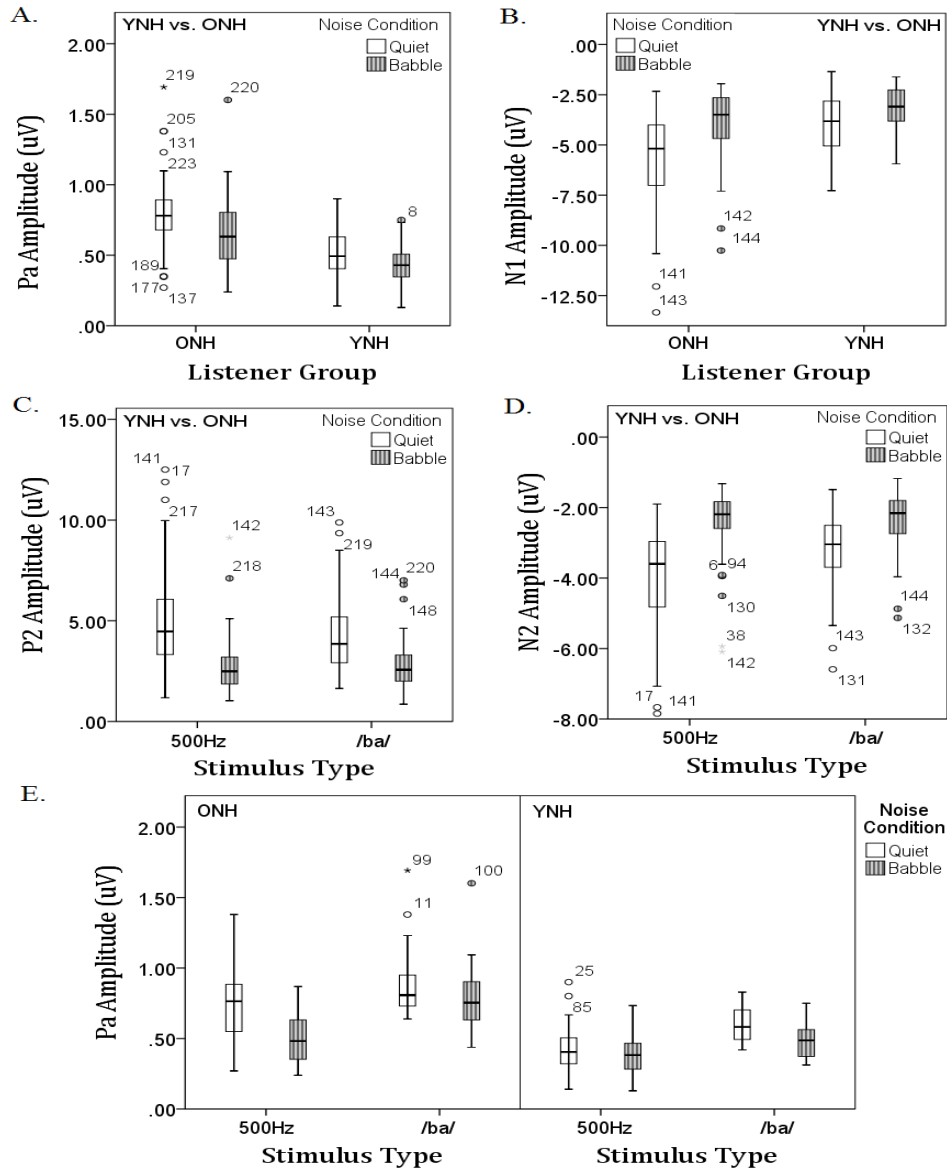 A.
YNH vs. ONH
Noise Condition
Quiet
Babble
2.00
1.50
1.00
.50
.00
Pa Amplitude (uV)
219
205
131
223
220
189
177
137
8
ONH
YNH
Listener Group
B.
Noise Condition
YNH vs. ONH
Quiet
Babble
.00
-2.50
-5.00
-7.50
-10.00
-12.50
N1 Amplitude (uV)
142
144
141
143
ONH
YNH
Listener Group
C.
YNH vs. ONH
Noise Condition
Quiet
Babble
15.00
10.00
5.00
.00
P2 Amplitude (uV)
141
17
217
142
218
143
219
144
220
148
500Hz
/ba/
Stimulus Type
D.
YNH vs. ONH
Noise Condition
Quiet
Babble
.00
-2.00
-4.00
-6.00
-8.00
N2 Amplitude (uV)
6
94
130
38
142
17
141
143
131
144
132
500Hz
/ba/
Stimulus Type
E.
ONH
YNH
Noise
Condition
Quiet
Babble
2.00
1.50
1.00
.50
.00
Pa Amplitude (uV)
99
11
100
25
85
500Hz
/ba/
500Hz
/ba/
Stimulus Type
Stimulus Type